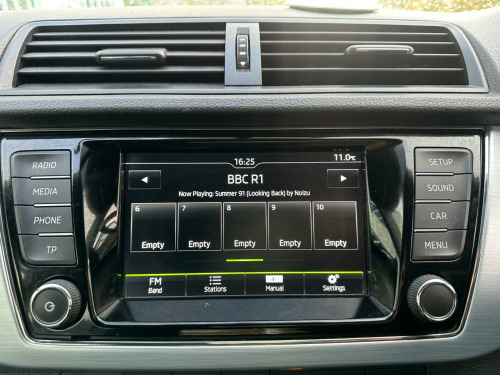 RADIO
MEDIA
PHONE
TP
16:25
11.0°C
BBC R1
Now Playing: Summer 91 (Looking Back) by Noizu
6 7 8 9 10
Empty Empty Empty Empty Empty
FM
Band Stations Manual Settings
SETUP
SOUND
CAR
MENU